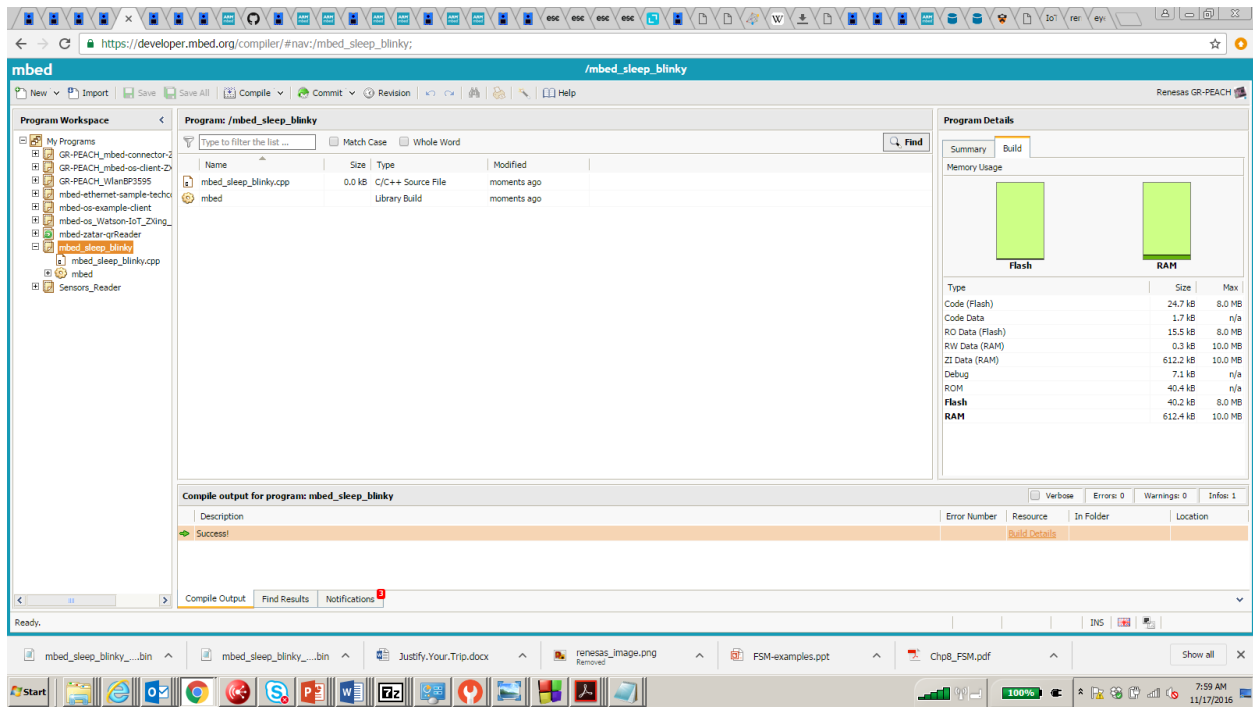 esc esc esc esc W IoT rer eye
https://developer.mbed.org/compiler/#nav:/mbed_sleep_blinky;
mbed /mbed_sleep_blinky
New Import Save Save All Compile Commit Revision Help Renesas GR-PEACH
Program Workspace
My Programs
GR-PEACH_mbed-connector-Z
GR-PEACH_mbed-os-client-ZX
GR-PEACH_WlanBP3595
mbed-ethernet-sample-techco
mbed-os-example-client
mbed-os_Watson-IoT_ZXing_
mbed-zatar-qrReader
mbed_sleep_blinky
mbed_sleep_blinky.cpp
mbed
Sensors_Reader
Program: /mbed_sleep_blinky
Type to filter the list ... Match Case Whole Word Find
Name Size Type Modified
mbed_sleep_blinky.cpp 0.0 kB C/C++ Source File moments ago
mbed Library Build moments ago
Program Details
Summary Build
Memory Usage
Flash RAM
Type Size Max
Code (Flash) 24.7 kB 8.0 MB
Code Data 1.7 kB n/a
RO Data (Flash) 15.5 kB 8.0 MB
RW Data (RAM) 0.3 kB 10.0 MB
ZI Data (RAM) 612.2 kB 10.0 MB
Debug 7.1 kB n/a
ROM 40.4 kB n/a
Flash 40.2 kB 8.0 MB
RAM 612.4 kB 10.0 MB
Compile output for program: mbed_sleep_blinky Verbose Errors: 0 Warnings: 0 Infos: 1
Description Error Number Resource In Folder Location
Success! Build Details
Compile Output Find Results Notifications 3
Ready. INS
mbed_sleep_blinky_....bin mbed_sleep_blinky_....bin Justify.Your.Trip.docx renesas_image.png FSM-examples.ppt Chp8_FSM.pdf Show all
Removed
Start 7z 100% 7:59 AM
11/17/2016